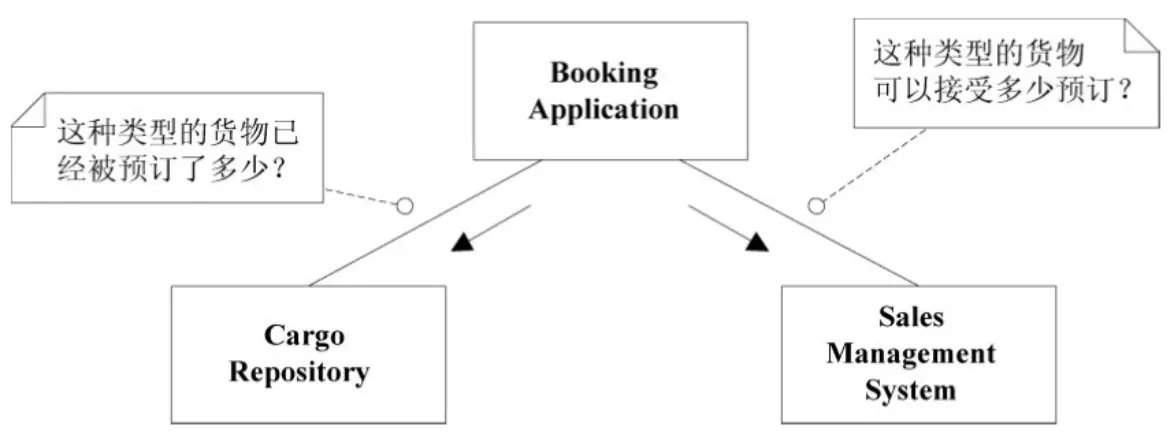 Booking
Application
这种类型的货物
可以接受多少预订？
这种类型的货物已
经被预订了多少？
Cargo
Repository
Sales
Management
System